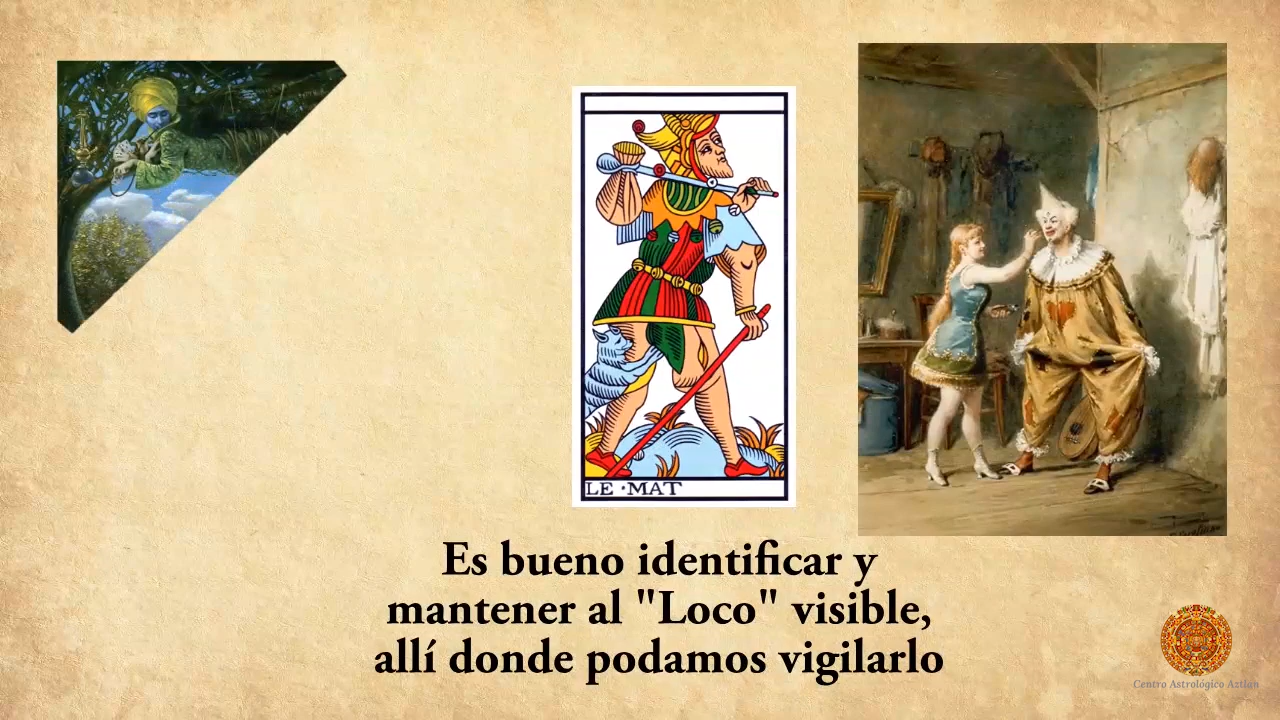 LE · MAT
Es bueno identificar y
mantener al "Loco" visible,
allí donde podamos vigilarlo
Centro Astrológico Aztlan